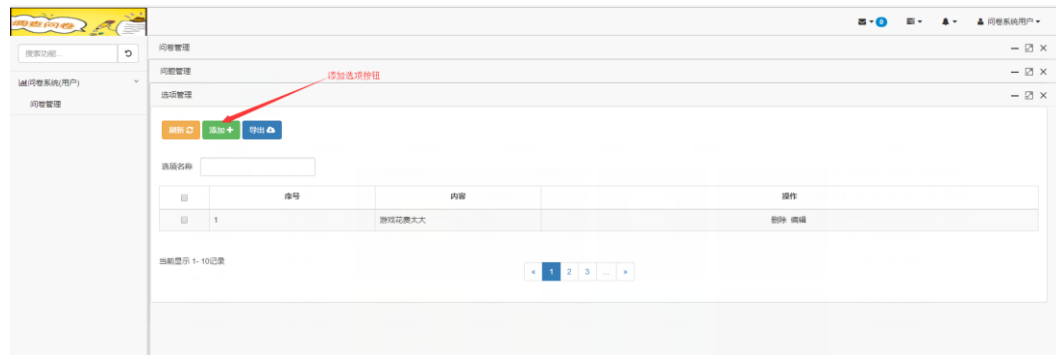 调查问卷
0
问卷系统用户
搜索功能...
问卷管理
问题管理
添加选项按钮
问卷系统(用户)
选项管理
问卷管理
刷新 添加 导出
选项名称
序号 内容 操作
1 游戏花费太大 删除 编辑
当前显示 1- 10记录
« 1 2 3 ... »